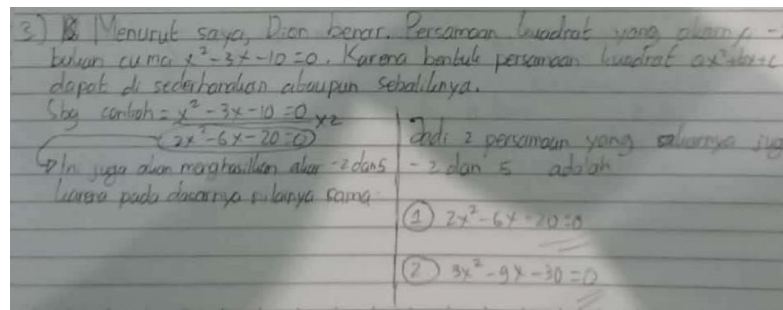 3) Menurut saya, Dion benar. Persamaan kuadrat yang akarnya -
bukan cuma x² - 3x - 10 = 0. Karena bentuk persamaan kuadrat ax²+bx+c
dapat di sederhanakan ataupun sebaliknya.
Sbg contoh = x² - 3x - 10 = 0 x2
2x² - 6x - 20 = 0
Ini juga akan menghasilkan akar -2 dan 5
karena pada dasarnya nilainya sama
Jadi 2 persamaan yang akarnya jug
-2 dan 5 adalah
① 2x² - 6x - 20 = 0
② 3x² - 9x - 30 = 0